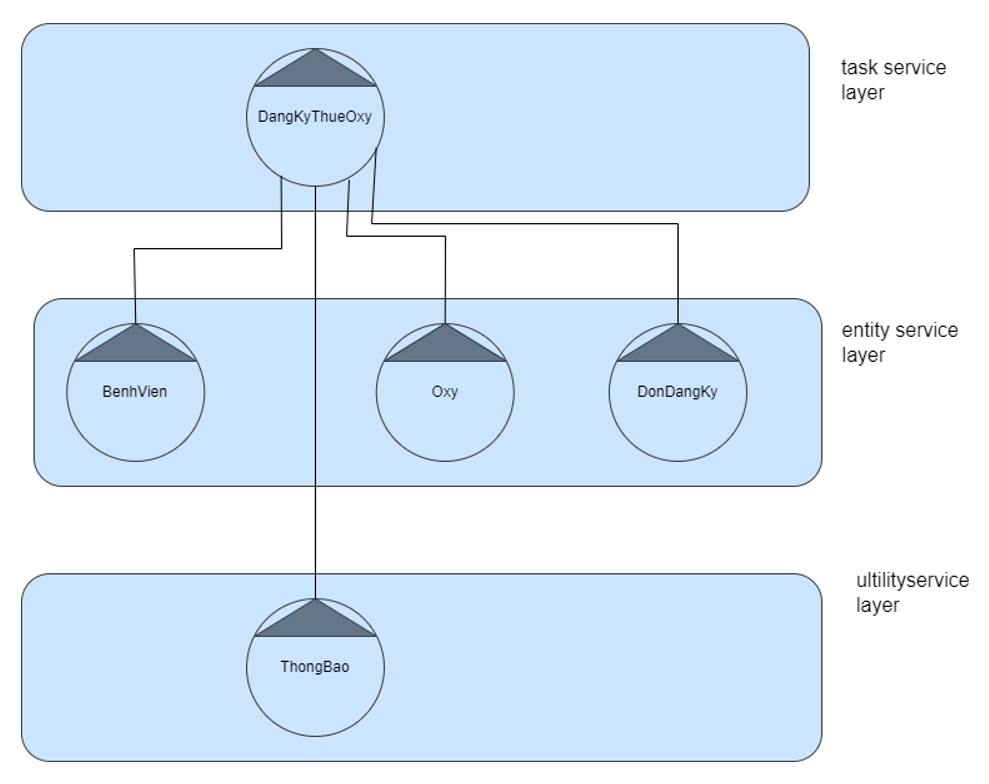 task service
layer
DangKyThueOxy
entity service
layer
BenhVien
Oxy
DonDangKy
ultilityservice
layer
ThongBao